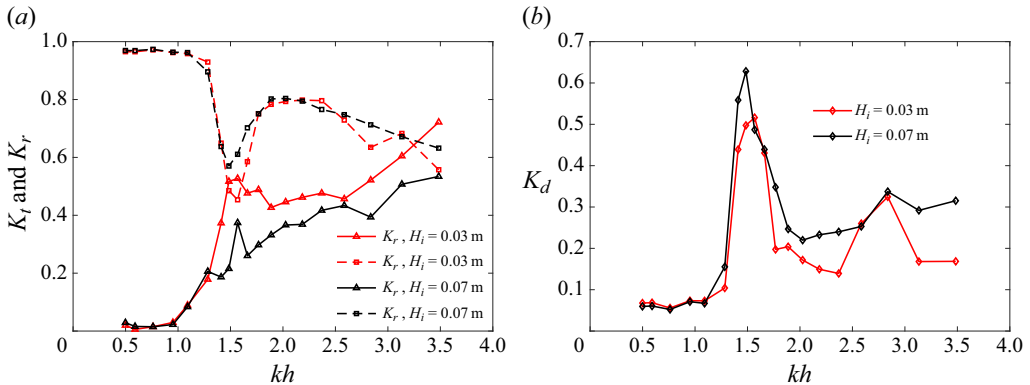 (a)
1.0
0.8
0.6
0.4
0.2
0
K_t and K_r
K_r , H_i = 0.03 m
K_r , H_i = 0.03 m
K_r , H_i = 0.07 m
K_r , H_i = 0.07 m
0.5 1.0 1.5 2.0 2.5 3.0 3.5 4.0
kh
(b)
0.7
0.6
0.5
0.4
0.3
0.2
0.1
0
K_d
H_i = 0.03 m
H_i = 0.07 m
0.5 1.0 1.5 2.0 2.5 3.0 3.5 4.0
kh